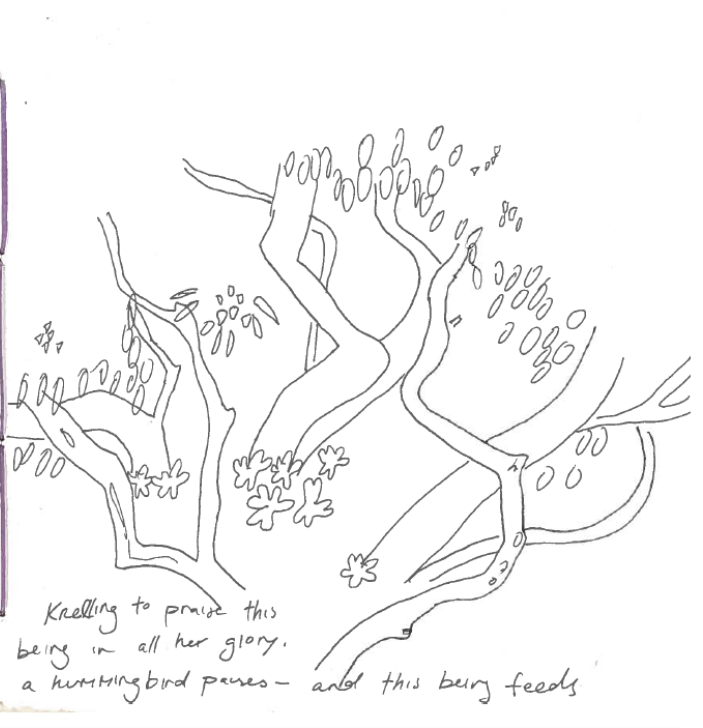 Knelling to praise this
being in all her glory.
a hummingbird pauses – and this being feeds